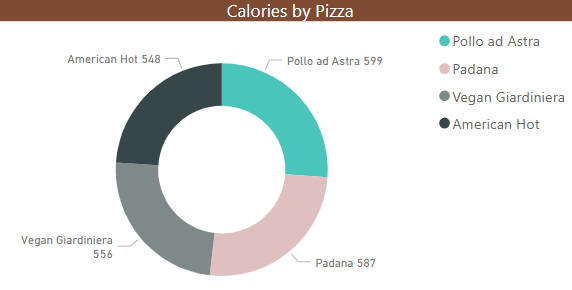 Calories by Pizza
American Hot 548
Pollo ad Astra 599
Vegan Giardiniera
556
Padana 587
Pollo ad Astra
Padana
Vegan Giardiniera
American Hot